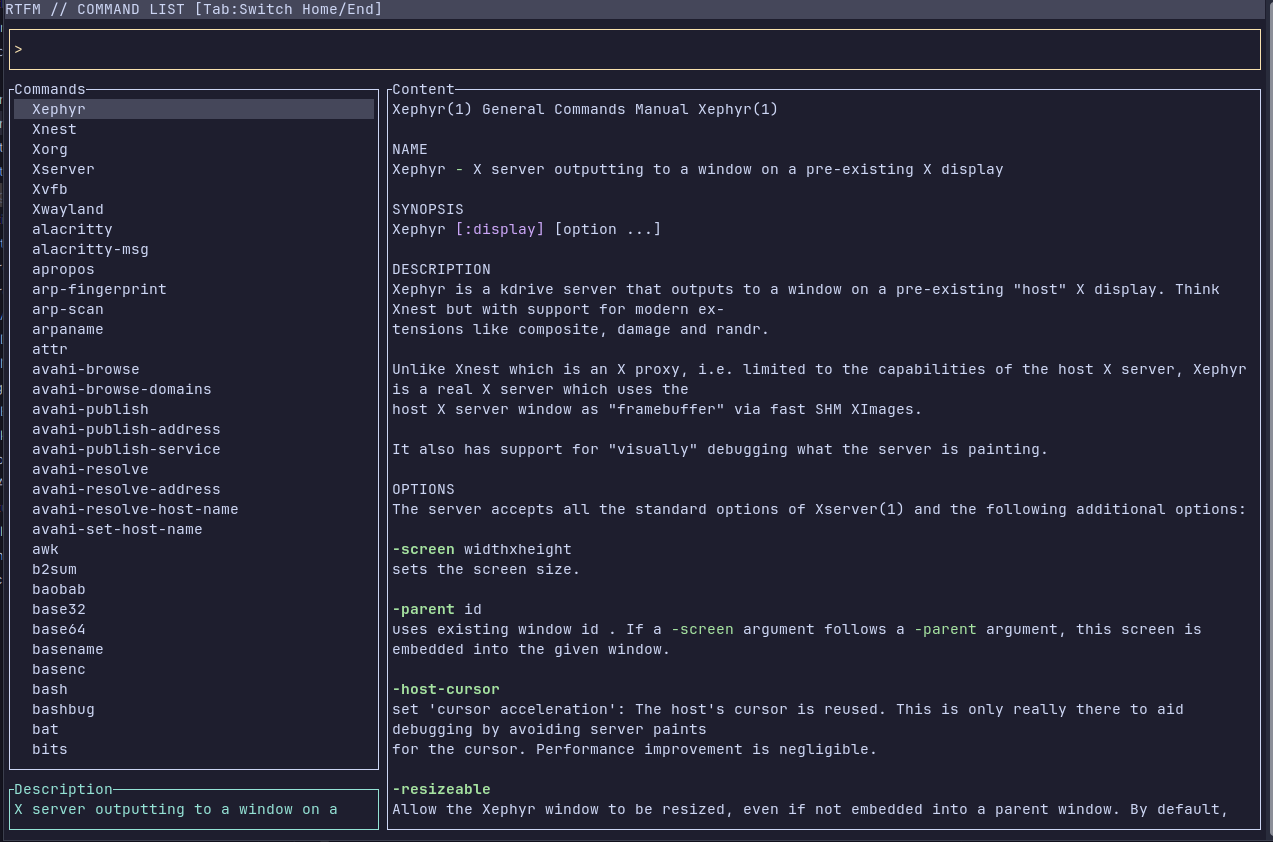 RTFM // COMMAND LIST [Tab:Switch Home/End]
>
Commands
Xephyr
Xnest
Xorg
Xserver
Xvfb
Xwayland
alacritty
alacritty-msg
apropos
arp-fingerprint
arp-scan
arpaname
attr
avahi-browse
avahi-browse-domains
avahi-publish
avahi-publish-address
avahi-publish-service
avahi-resolve
avahi-resolve-address
avahi-resolve-host-name
avahi-set-host-name
awk
b2sum
baobab
base32
base64
basename
basenc
bash
bashbug
bat
bits
Description
X server outputting to a window on a
Content
Xephyr(1) General Commands Manual Xephyr(1)
NAME
Xephyr - X server outputting to a window on a pre-existing X display
SYNOPSIS
Xephyr [:display] [option ...]
DESCRIPTION
Xephyr is a kdrive server that outputs to a window on a pre-existing "host" X display. Think
Xnest but with support for modern ex-
tensions like composite, damage and randr.
Unlike Xnest which is an X proxy, i.e. limited to the capabilities of the host X server, Xephyr
is a real X server which uses the
host X server window as "framebuffer" via fast SHM XImages.
It also has support for "visually" debugging what the server is painting.
OPTIONS
The server accepts all the standard options of Xserver(1) and the following additional options:
-screen widthxheight
sets the screen size.
-parent id
uses existing window id . If a -screen argument follows a -parent argument, this screen is
embedded into the given window.
-host-cursor
set 'cursor acceleration': The host's cursor is reused. This is only really there to aid
debugging by avoiding server paints
for the cursor. Performance improvement is negligible.
-resizeable
Allow the Xephyr window to be resized, even if not embedded into a parent window. By default,